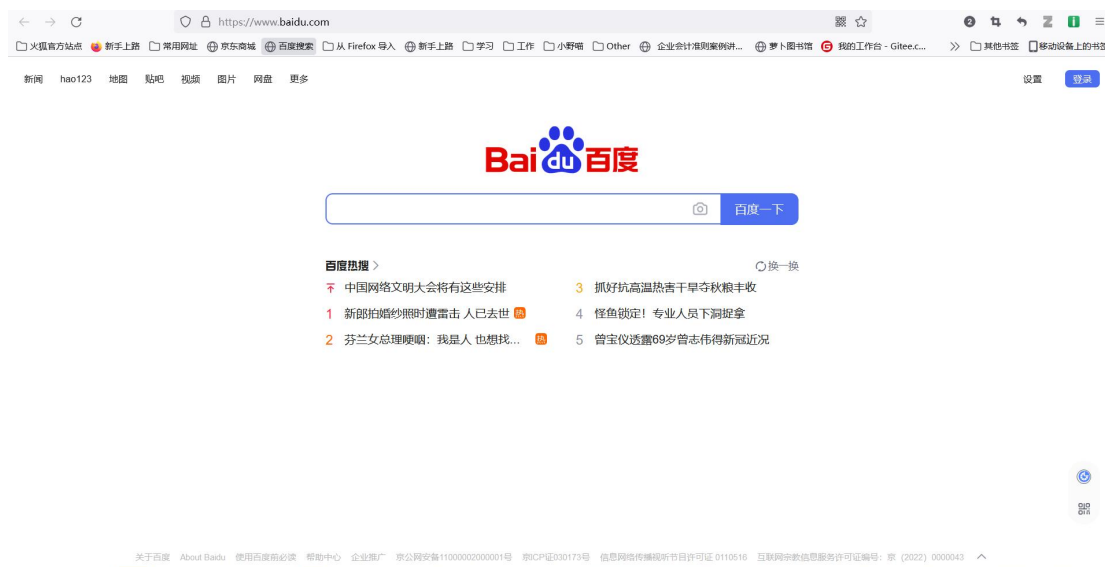 https://www.baidu.com
2
火狐官方站点 新手上路 常用网址 京东商城 百度搜索 从 Firefox 导入 新手上路 学习 工作 小野喵 Other 企业会计准则案例讲... 萝卜图书馆 我的工作台 - Gitee.c... 其他书签 移动设备上的书签
新闻 hao123 地图 贴吧 视频 图片 网盘 更多 设置 登录
Bai du 百度
百度一下
百度热搜 > 换一换
中国网络文明大会将有这些安排 3 抓好抗高温热害干旱夺秋粮丰收
1 新郎拍婚纱照时遭雷击 人已去世 热 4 怪鱼锁定！专业人员下洞捉拿
2 芬兰女总理哽咽：我是人 也想找... 热 5 曾宝仪透露69岁曾志伟得新冠近况
关于百度 About Baidu 使用百度前必读 帮助中心 企业推广 京公网安备11000002000001号 京ICP证030173号 信息网络传播视听节目许可证 0110516 互联网宗教信息服务许可证编号：京（2022）0000043